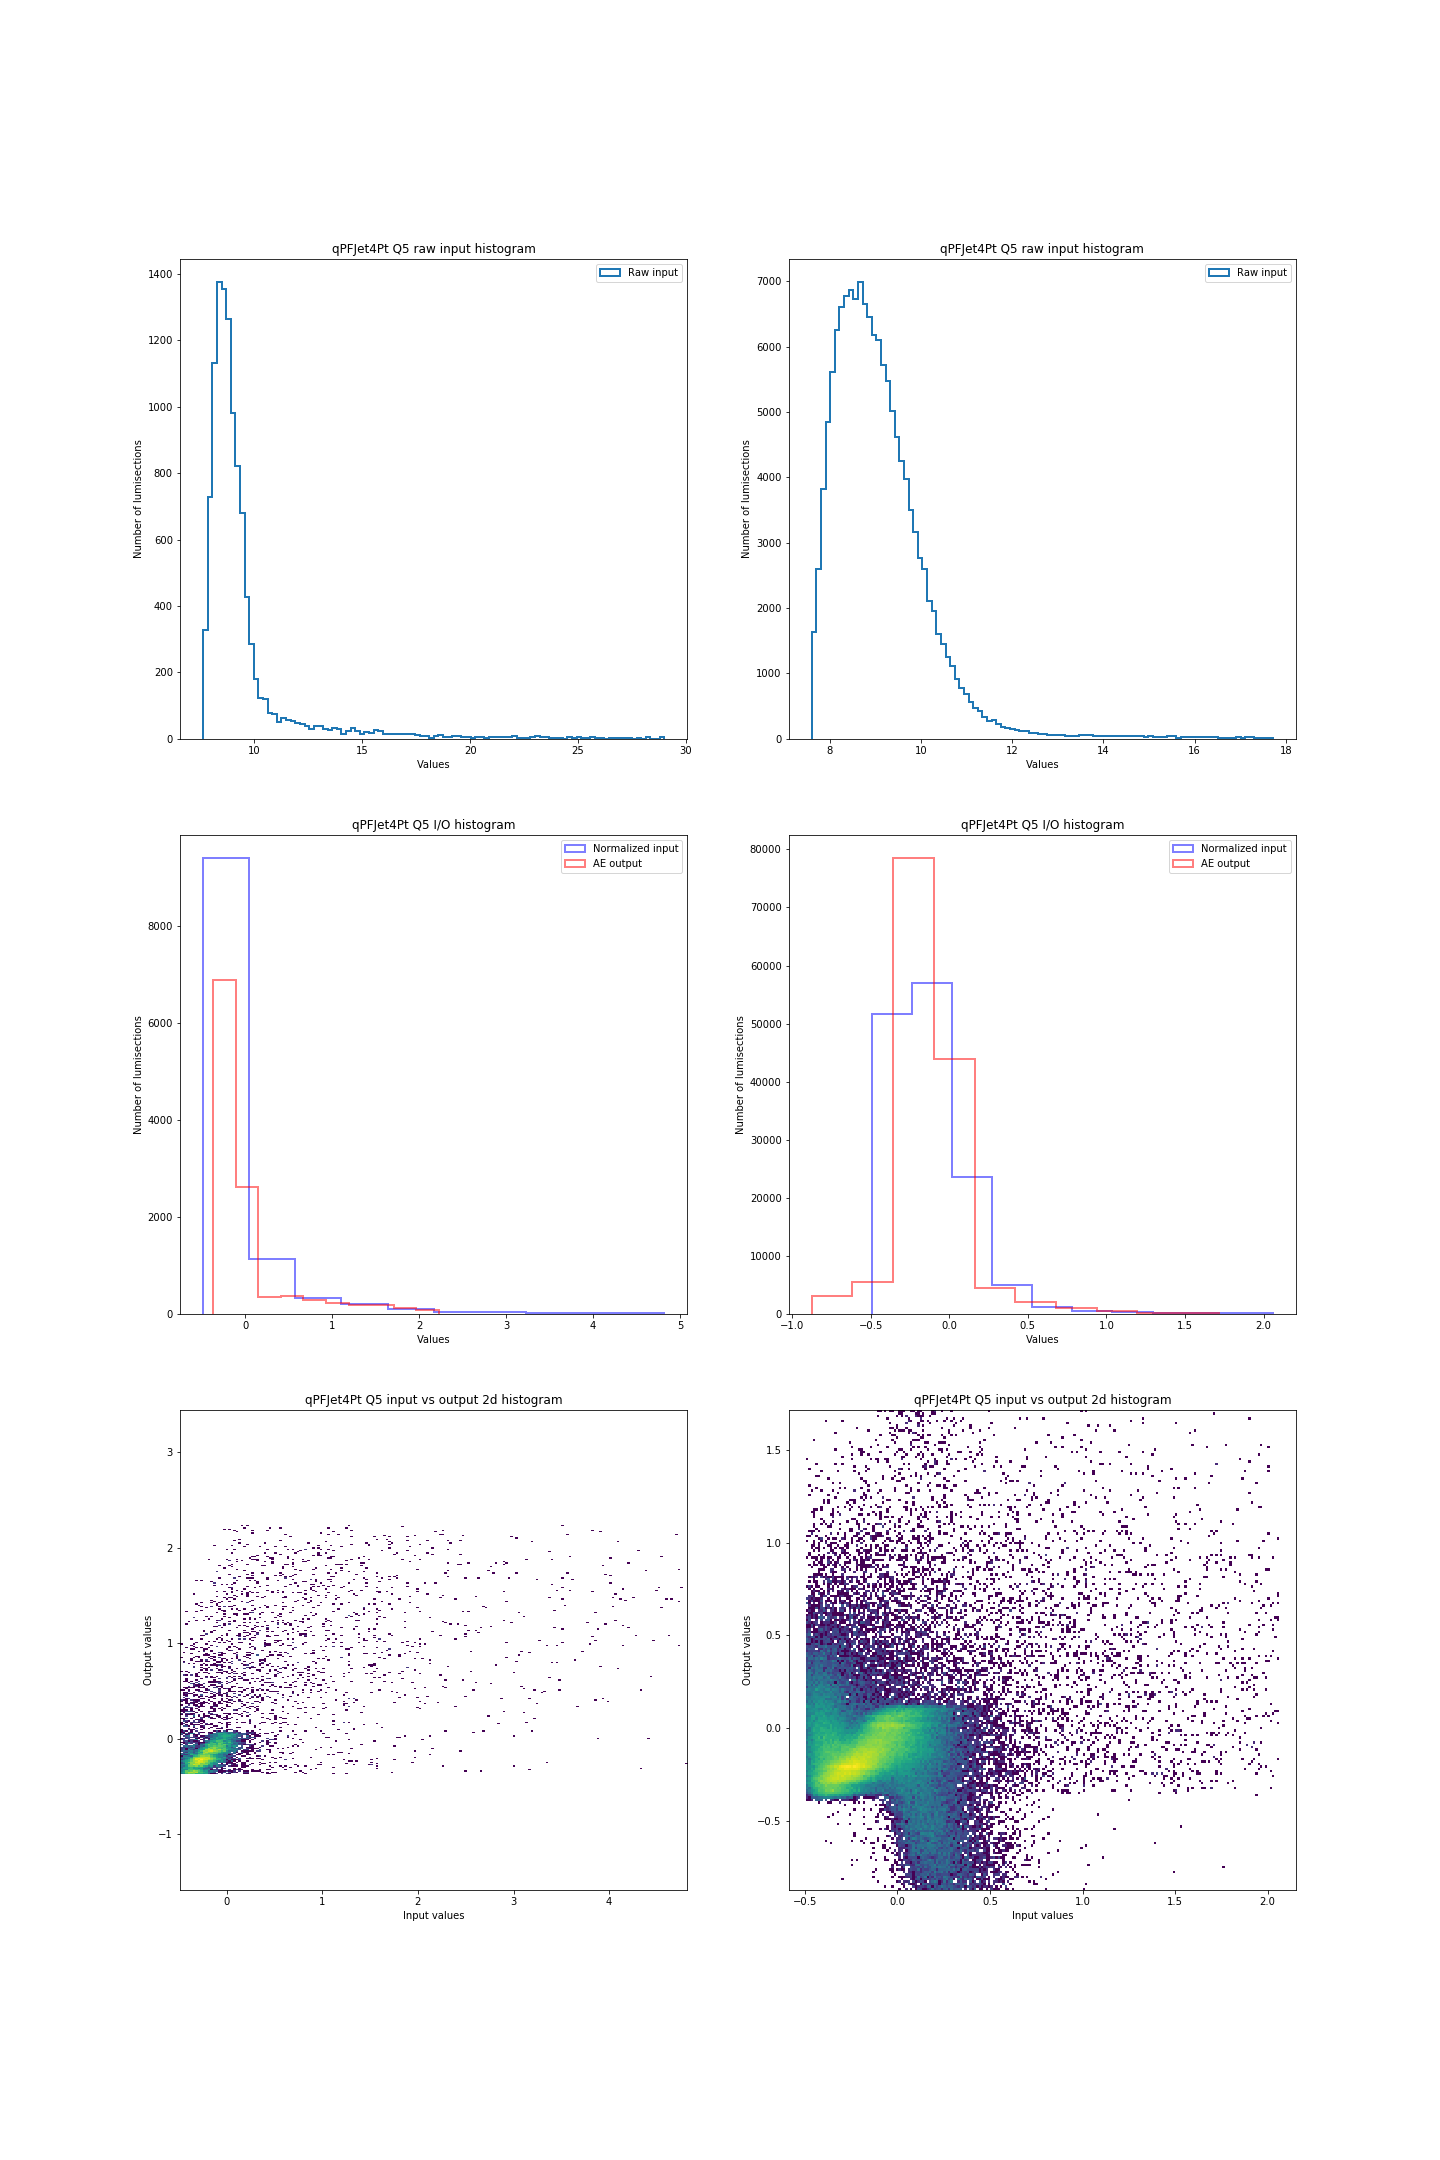 qPFJet4Pt Q5 raw input histogram
Raw input
1400
1200
1000
800
600
400
200
0
Number of lumisections
10 15 20 25 30
Values
qPFJet4Pt Q5 raw input histogram
Raw input
7000
6000
5000
4000
3000
2000
1000
0
Number of lumisections
8 10 12 14 16 18
Values
qPFJet4Pt Q5 I/O histogram
Normalized input
AE output
8000
6000
4000
2000
0
Number of lumisections
0 1 2 3 4 5
Values
qPFJet4Pt Q5 I/O histogram
Normalized input
AE output
80000
70000
60000
50000
40000
30000
20000
10000
0
Number of lumisections
−1.0 −0.5 0.0 0.5 1.0 1.5 2.0
Values
qPFJet4Pt Q5 input vs output 2d histogram
3
2
1
0
−1
Output values
0 1 2 3 4
Input values
qPFJet4Pt Q5 input vs output 2d histogram
1.5
1.0
0.5
0.0
−0.5
Output values
−0.5 0.0 0.5 1.0 1.5 2.0
Input values